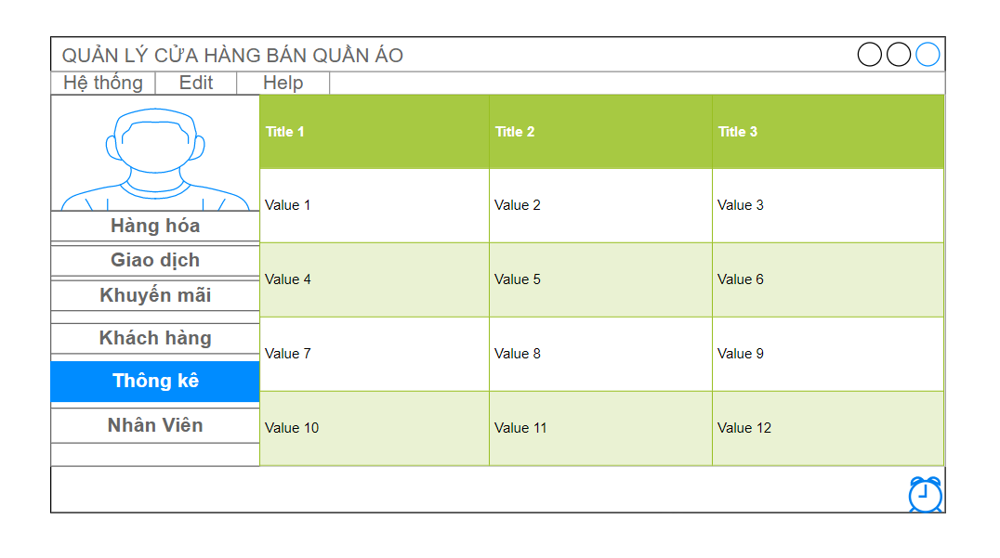 QUẢN LÝ CỬA HÀNG BÁN QUẦN ÁO
Hệ thống Edit Help
Hàng hóa
Giao dịch
Khuyến mãi
Khách hàng
Thông kê
Nhân Viên
Title 1 Title 2 Title 3
Value 1 Value 2 Value 3
Value 4 Value 5 Value 6
Value 7 Value 8 Value 9
Value 10 Value 11 Value 12